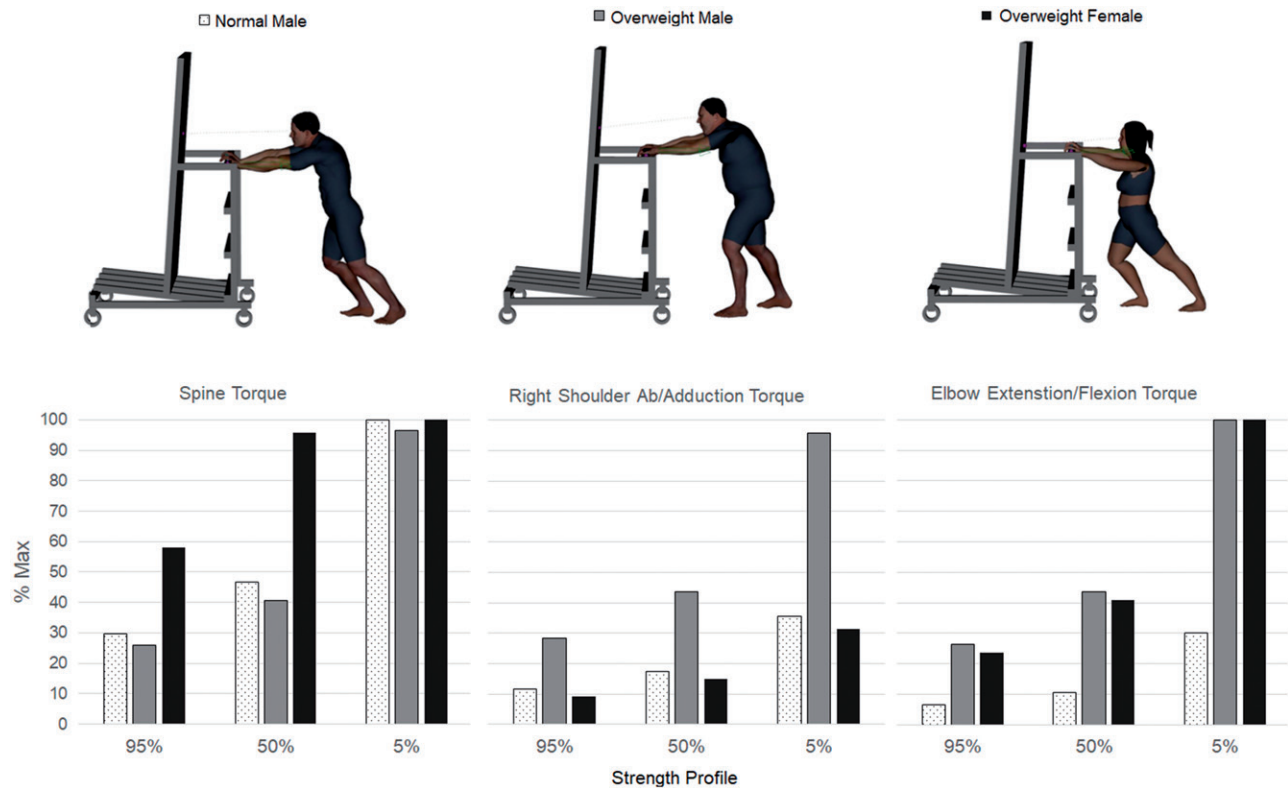 Normal Male
Overweight Male
Overweight Female
Spine Torque
Right Shoulder Ab/Adduction Torque
Elbow Extenstion/Flexion Torque
% Max
100
90
80
70
60
50
40
30
20
10
0
95%
50%
5%
95%
50%
5%
95%
50%
5%
Strength Profile